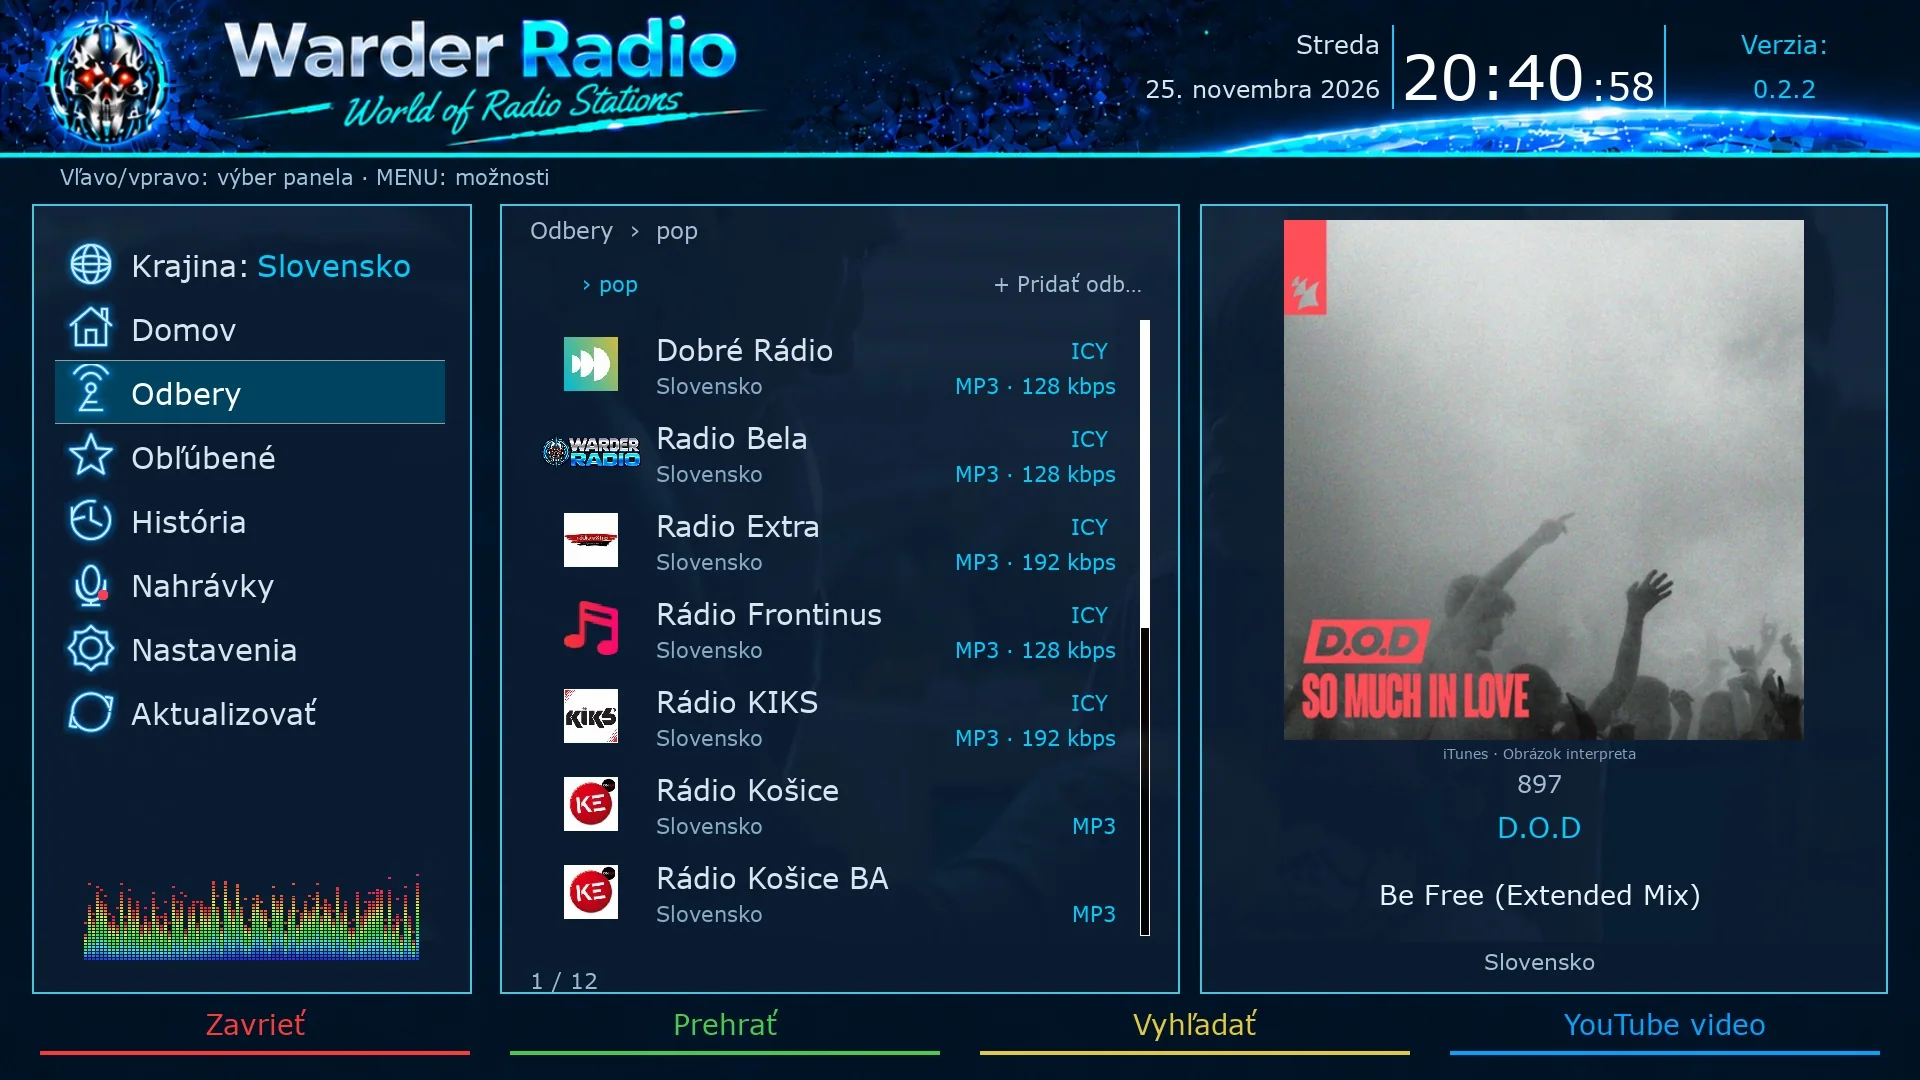 Warder Radio
World of Radio Stations
Streda
25. novembra 2026
20:40:58
Verzia:
0.2.2
Vľavo/vpravo: výber panela · MENU: možnosti
Krajina: Slovensko
Domov
Odbery
Obľúbené
História
Nahrávky
Nastavenia
Aktualizovať
Odbery › pop
› pop
+ Pridať odb...
Dobré Rádio
ICY
Slovensko
MP3 · 128 kbps
WARDER
RADIO
Radio Bela
ICY
Slovensko
MP3 · 128 kbps
Radio Extra
ICY
Slovensko
MP3 · 192 kbps
Rádio Frontinus
ICY
Slovensko
MP3 · 128 kbps
KIKS
Rádio KIKS
ICY
Slovensko
MP3 · 192 kbps
KE
Rádio Košice
Slovensko
MP3
KE
Rádio Košice BA
Slovensko
MP3
1 / 12
D.O.D
SO MUCH IN LOVE
iTunes · Obrázok interpreta
897
D.O.D
Be Free (Extended Mix)
Slovensko
Zavrieť
Prehrať
Vyhľadať
YouTube video